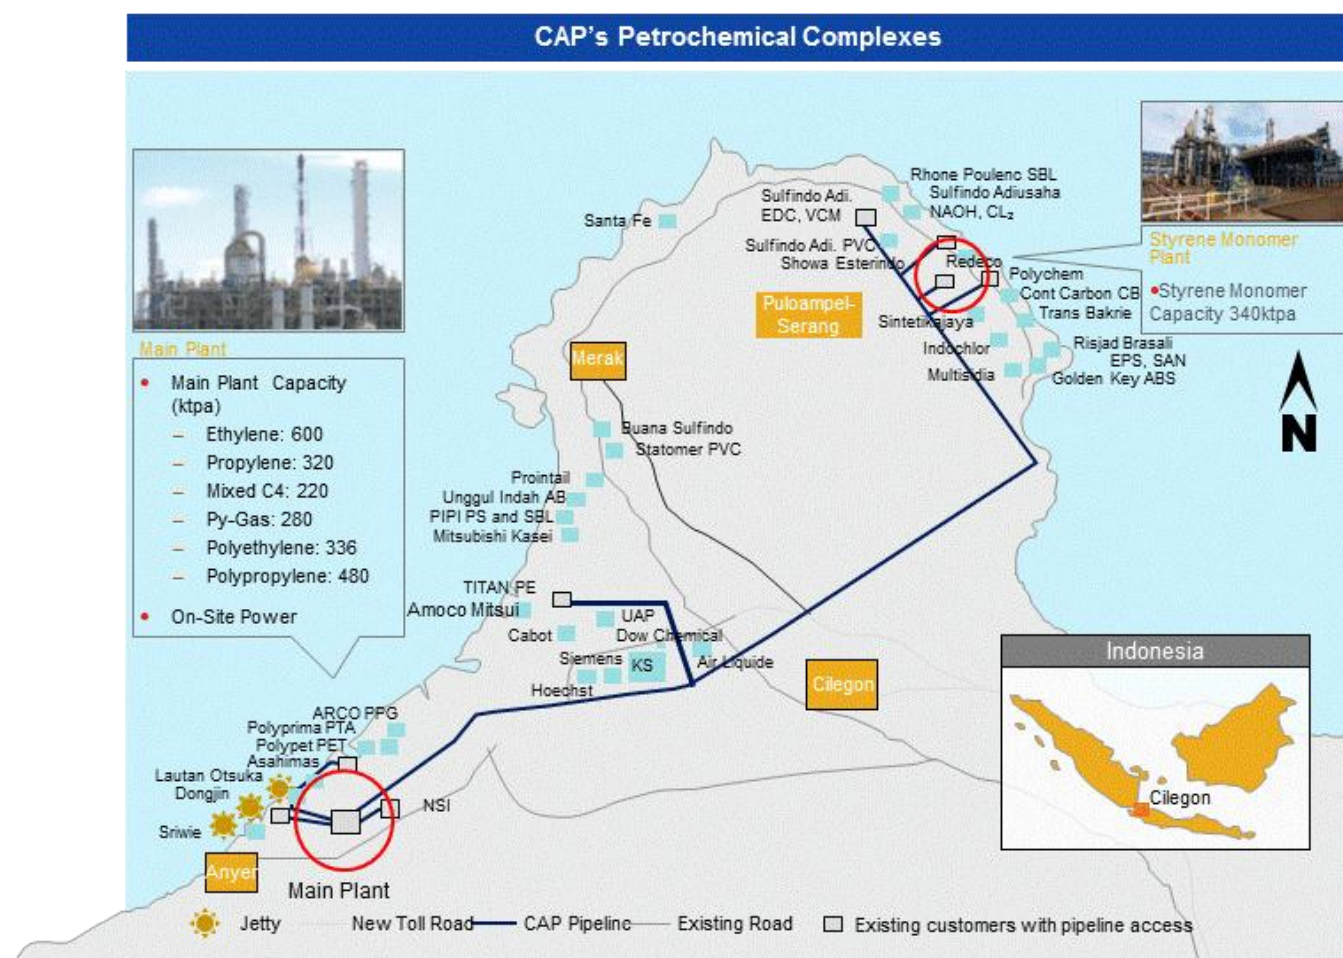 CAP's Petrochemical Complexes
Rhone Poulenc SBL
Sulfindo Adiusaha
NAOH, CL₂
Sulfindo Adi.
EDC, VCM
Santa Fe
Sulfindo Adi. PVC
Showa Esterindo
Redeco
Polychem
Cont Carbon CB
Trans Bakrie
Styrene Monomer
Plant
•Styrene Monomer
Capacity 340ktpa
Puloampel-
Serang
Sintetikajaya
Indochlor
Multisidia
Risjad Brasali
EPS, SAN
Golden Key ABS
N
Merak
Main Plant
• Main Plant Capacity
(ktpa)
– Ethylene: 600
– Propylene: 320
– Mixed C4: 220
– Py-Gas: 280
– Polyethylene: 336
– Polypropylene: 480
• On-Site Power
Buana Sulfindo
Statomer PVC
Prointail
Unggul Indah AB
PIPI PS and SBL
Mitsubishi Kasei
TITAN PE
Amoco Mitsui
UAP
Cabot
Dow Chemical
Siemens
KS
Air Liquide
Hoechst
Cilegon
Indonesia
Cilegon
ARCO PPG
Polyprima PTA
Polypet PET
Asahimas
Lautan Otsuka
Dongjin
Sriwie
NSI
Anyer
Main Plant
Jetty
New Toll Road
CAP Pipeline
Existing Road
Existing customers with pipeline access